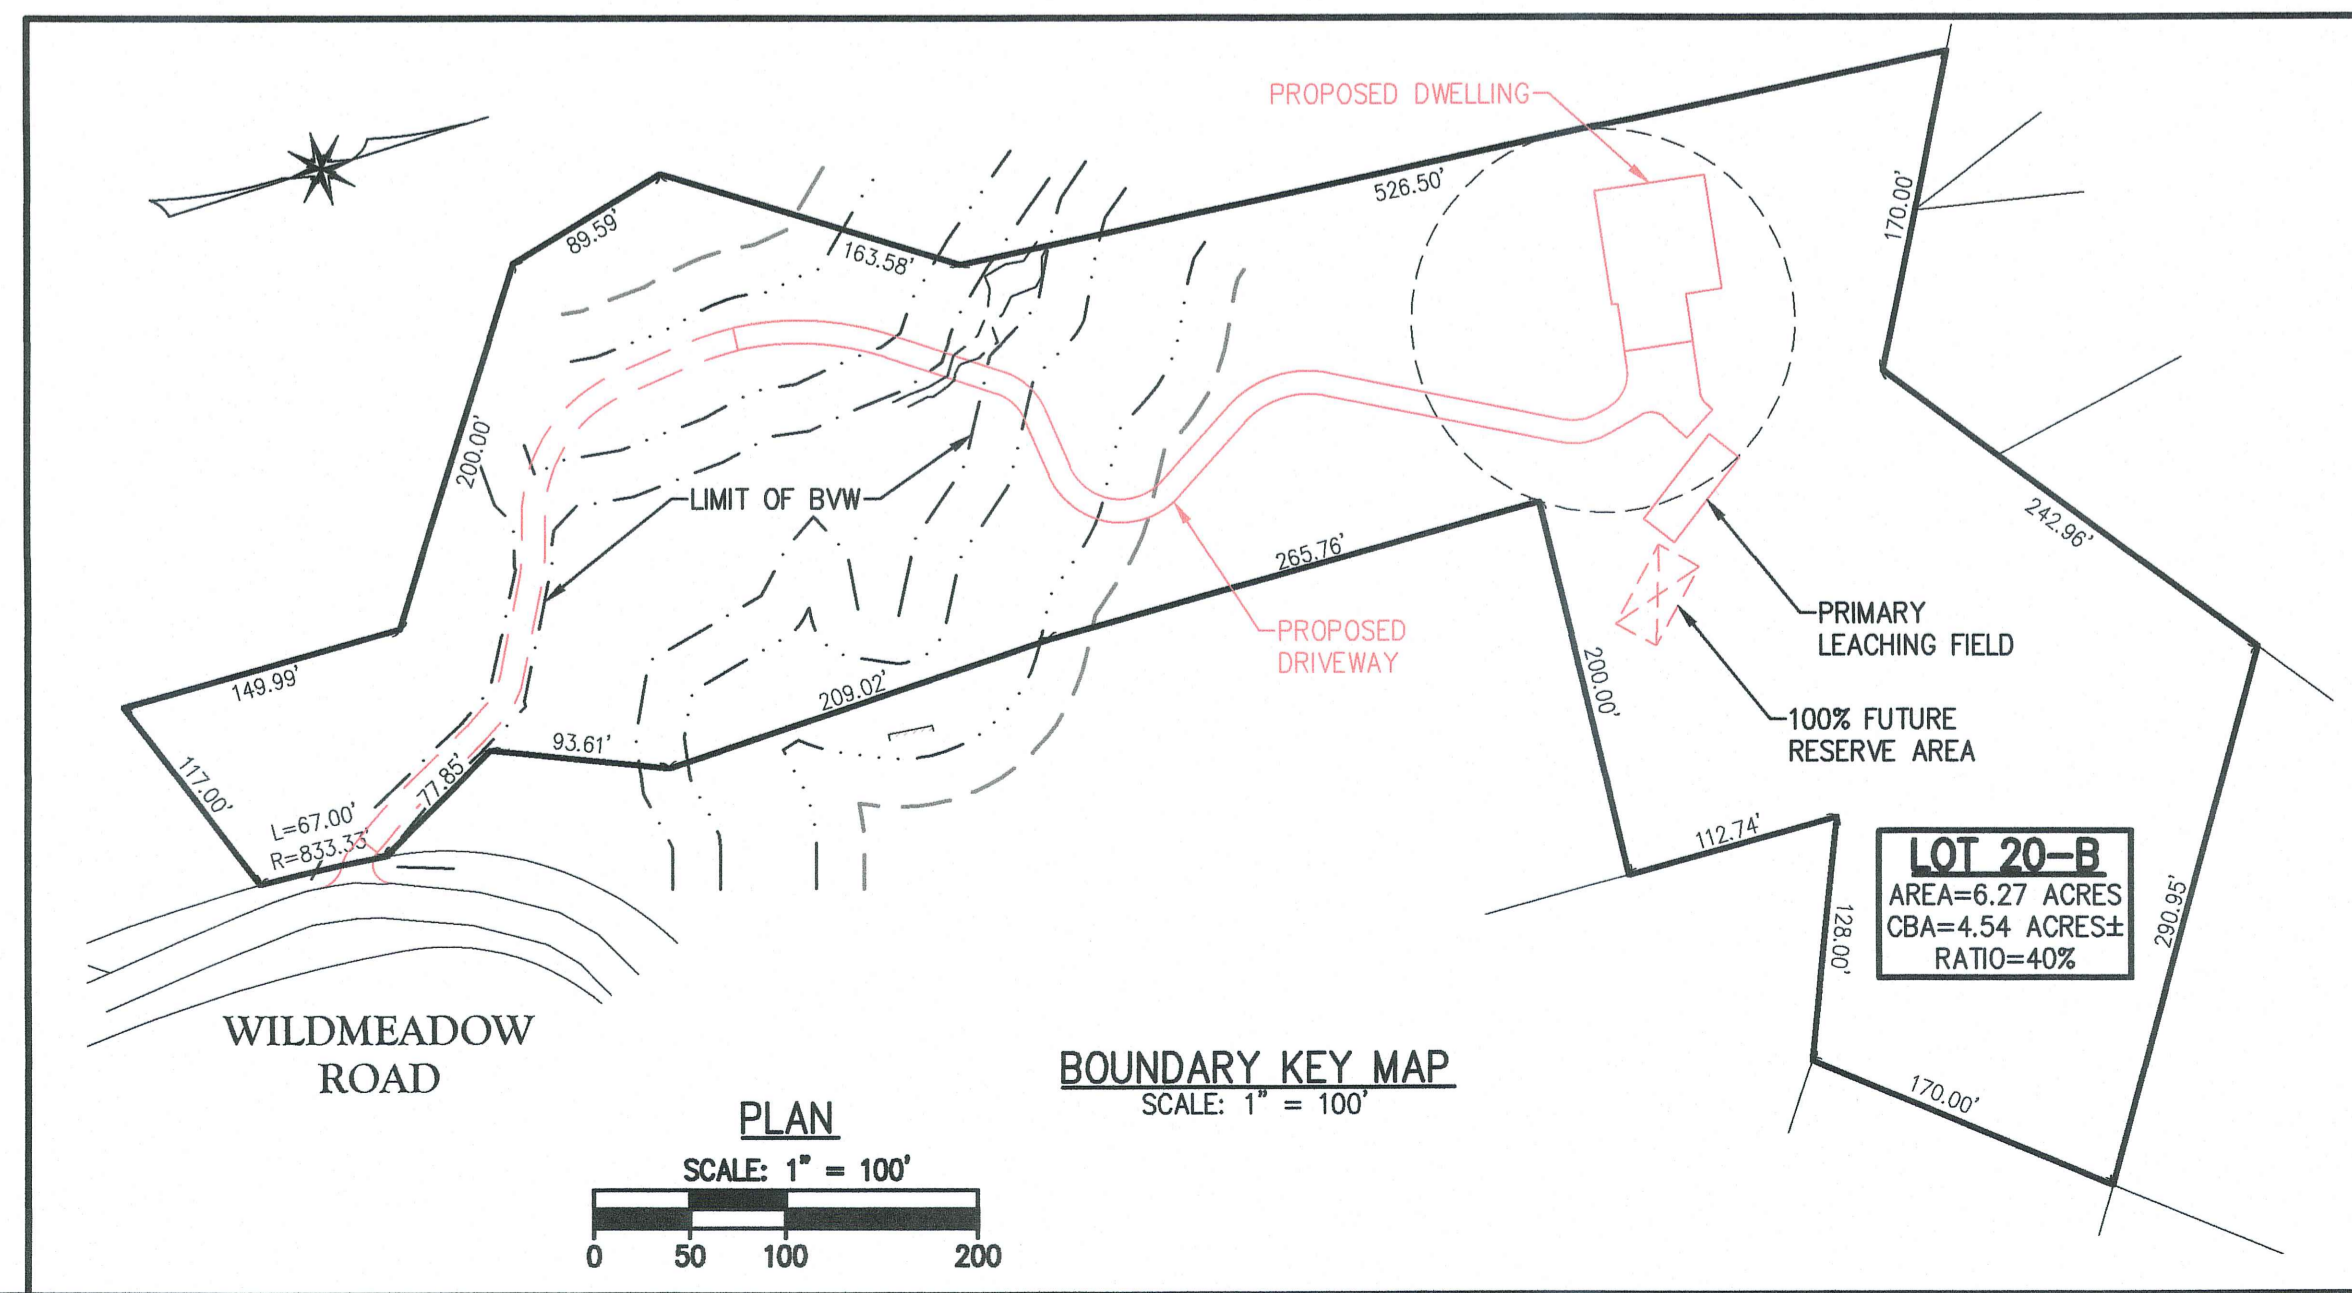 PROPOSED DWELLING
526.50'
170.00'
89.59'
163.58'
200.00'
LIMIT OF BVW
265.76'
242.96'
PROPOSED
DRIVEWAY
PRIMARY
LEACHING FIELD
200.00'
149.99'
209.02'
100% FUTURE
RESERVE AREA
93.61'
77.85'
117.00'
L=67.00'
R=833.33'
112.74'
LOT 20-B
AREA=6.27 ACRES
CBA=4.54 ACRES±
RATIO=40%
128.00'
290.95'
WILDMEADOW
ROAD
BOUNDARY KEY MAP
SCALE: 1" = 100'
170.00'
PLAN
SCALE: 1" = 100'
0 50 100 200